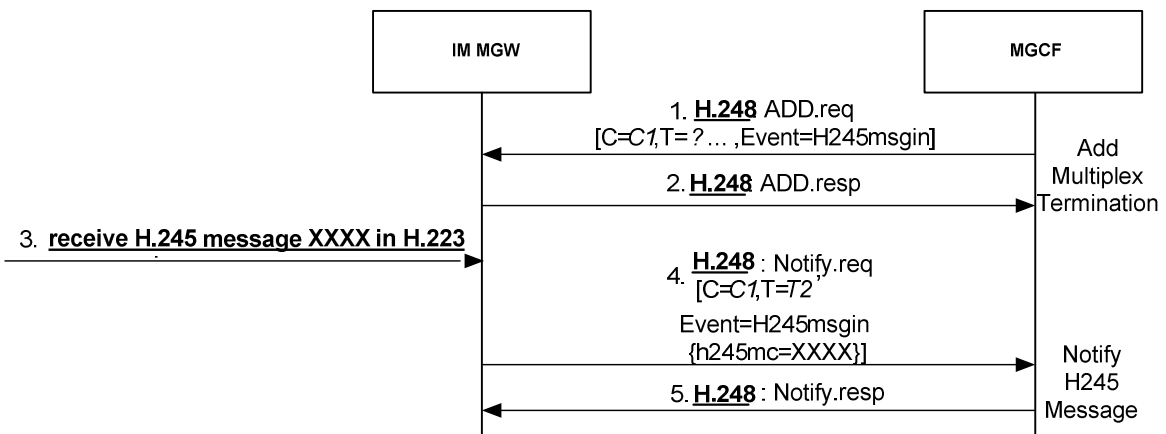 IM MGW
MGCF
1. H.248: ADD.req
[C=C1,T=? ... ,Event=H245msgin]
Add
Multiplex
Termination
2. H.248: ADD.resp
3. receive H.245 message XXXX in H.223
4. H.248 : Notify.req
[C=C1,T=T2,
Event=H245msgin
{h245mc=XXXX}]
Notify
H245
Message
5. H.248 : Notify.resp